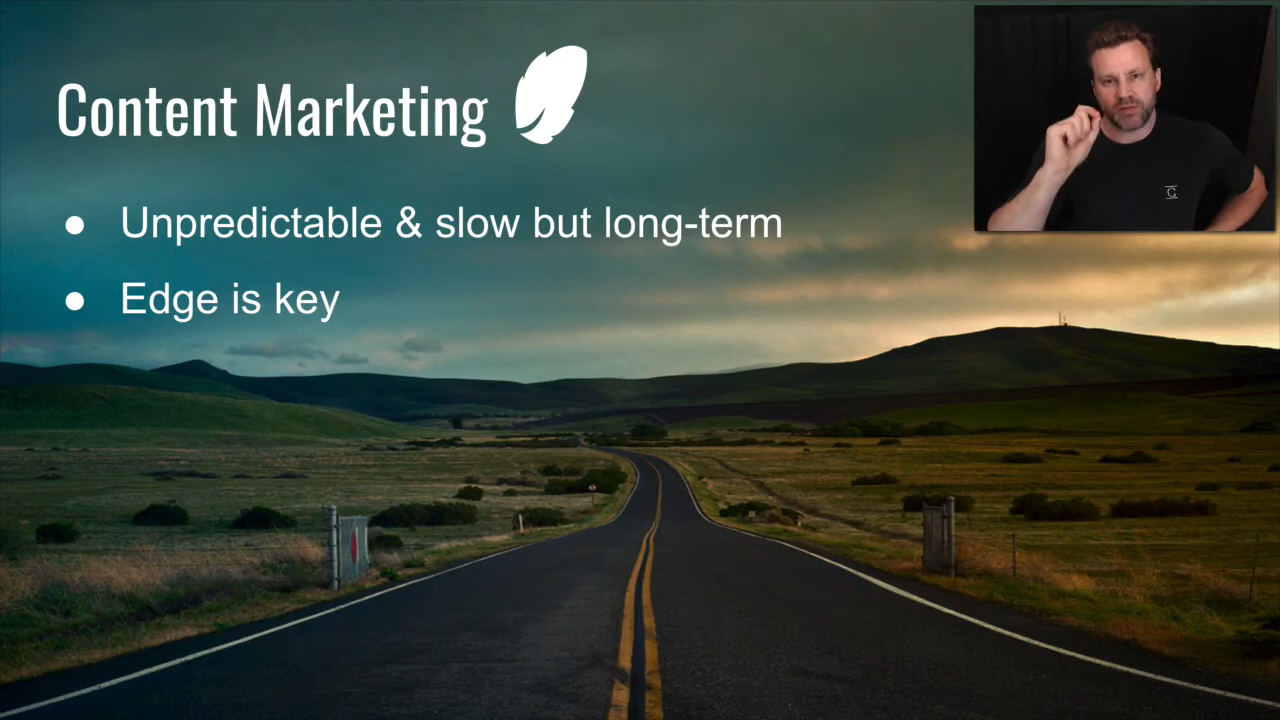 Content Marketing
● Unpredictable & slow but long-term
● Edge is key